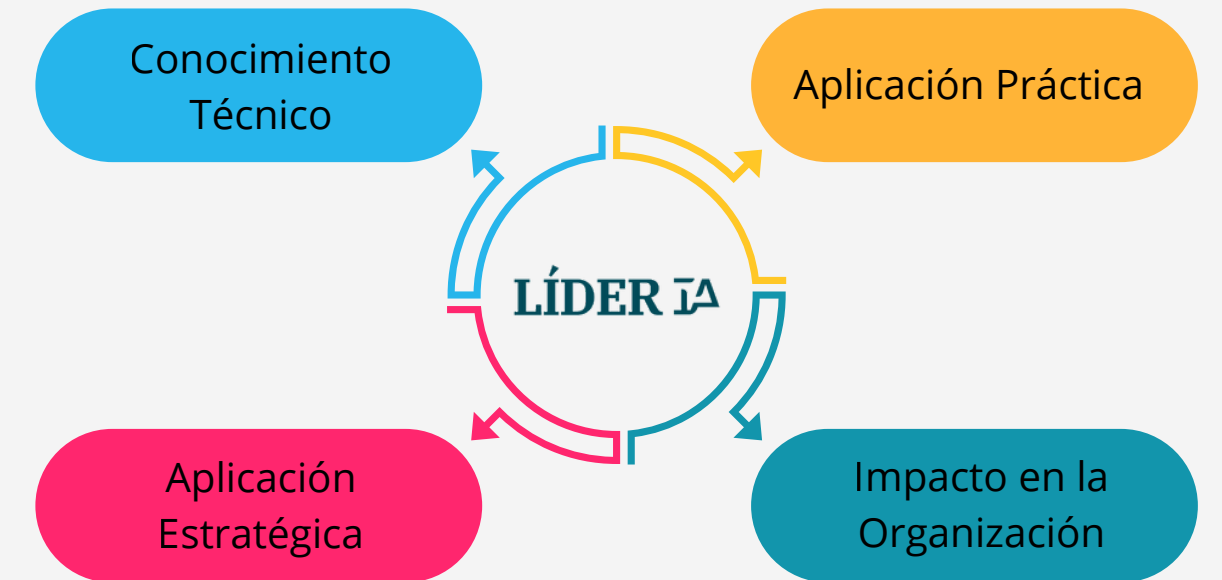 Conocimiento
Técnico
Aplicación Práctica
LÍDER IA
Aplicación
Estratégica
Impacto en la
Organización